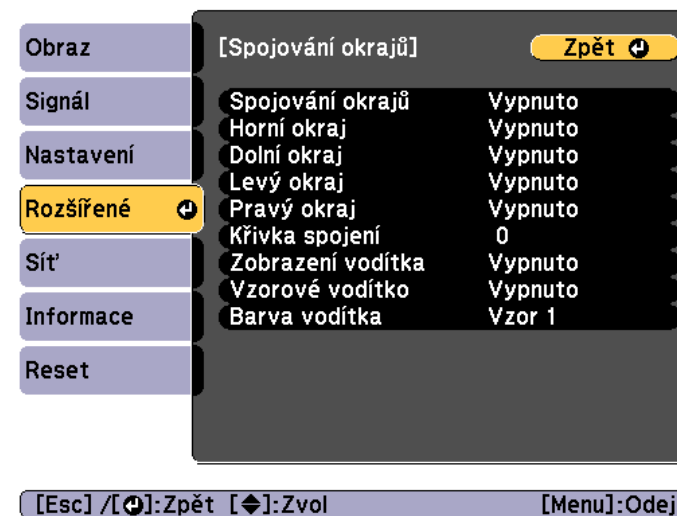 Obraz
Signál
Nastavení
Rozšířené
Síť
Informace
Reset
[Spojování okrajů] Zpět
Spojování okrajů Vypnuto
Horní okraj Vypnuto
Dolní okraj Vypnuto
Levý okraj Vypnuto
Pravý okraj Vypnuto
Křivka spojení 0
Zobrazení vodítka Vypnuto
Vzorové vodítko Vypnuto
Barva vodítka Vzor 1
[Esc] /[⏎]:Zpět [◆]:Zvol [Menu]:Odej